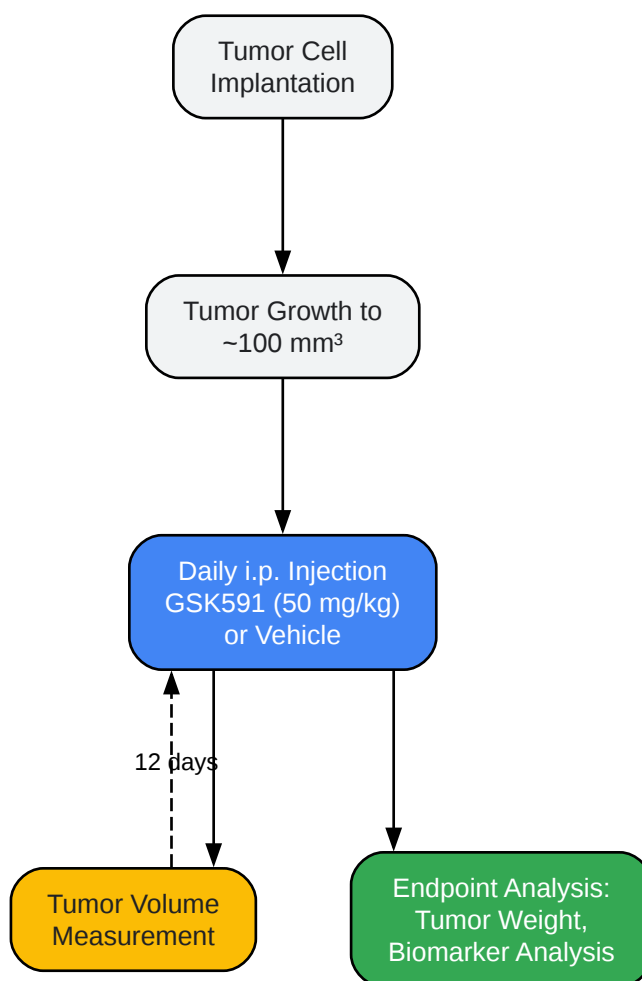 Tumor Cell
Implantation
Tumor Growth to
~100 mm³
Daily i.p. Injection
GSK591 (50 mg/kg)
or Vehicle
12 days
Tumor Volume
Measurement
Endpoint Analysis:
Tumor Weight,
Biomarker Analysis